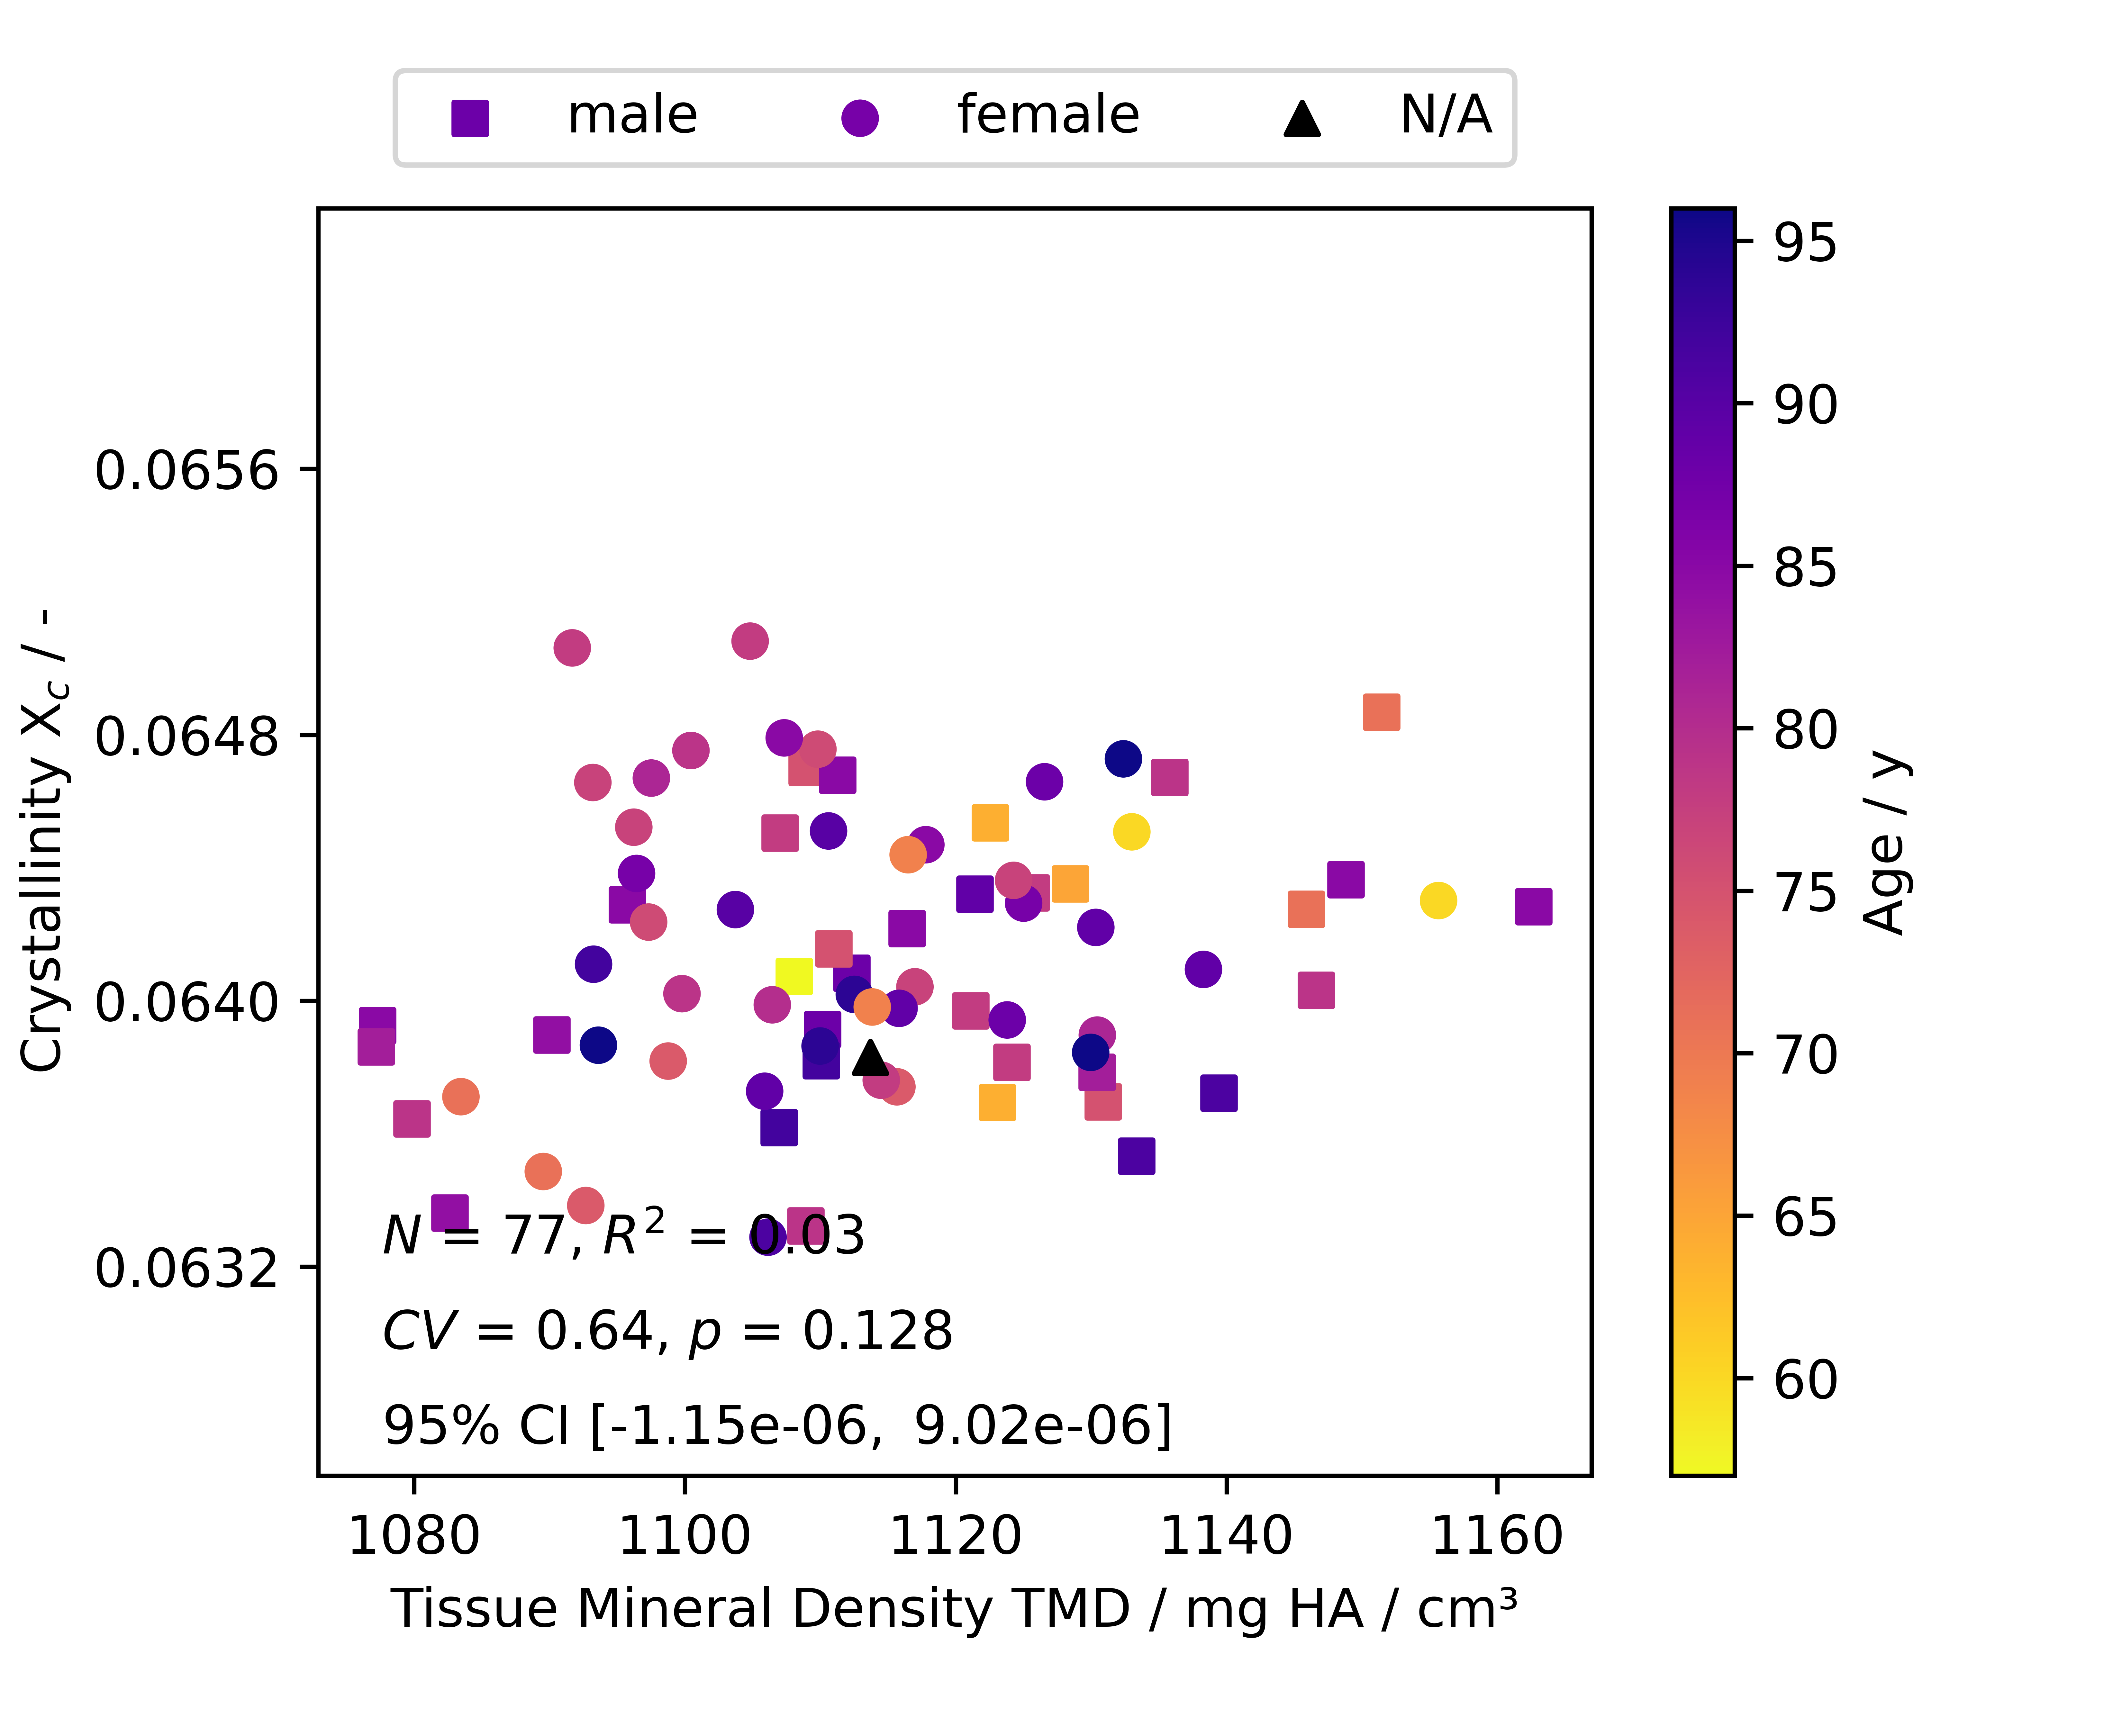 male female N/A
0.0656
0.0648
0.0640
0.0632
Crystallinity Xc / -
N = 77, R² = 0.03
CV = 0.64, p = 0.128
95% CI [-1.15e-06, 9.02e-06]
1080 1100 1120 1140 1160
Tissue Mineral Density TMD / mg HA / cm³
95
90
85
80
75
70
65
60
Age / y